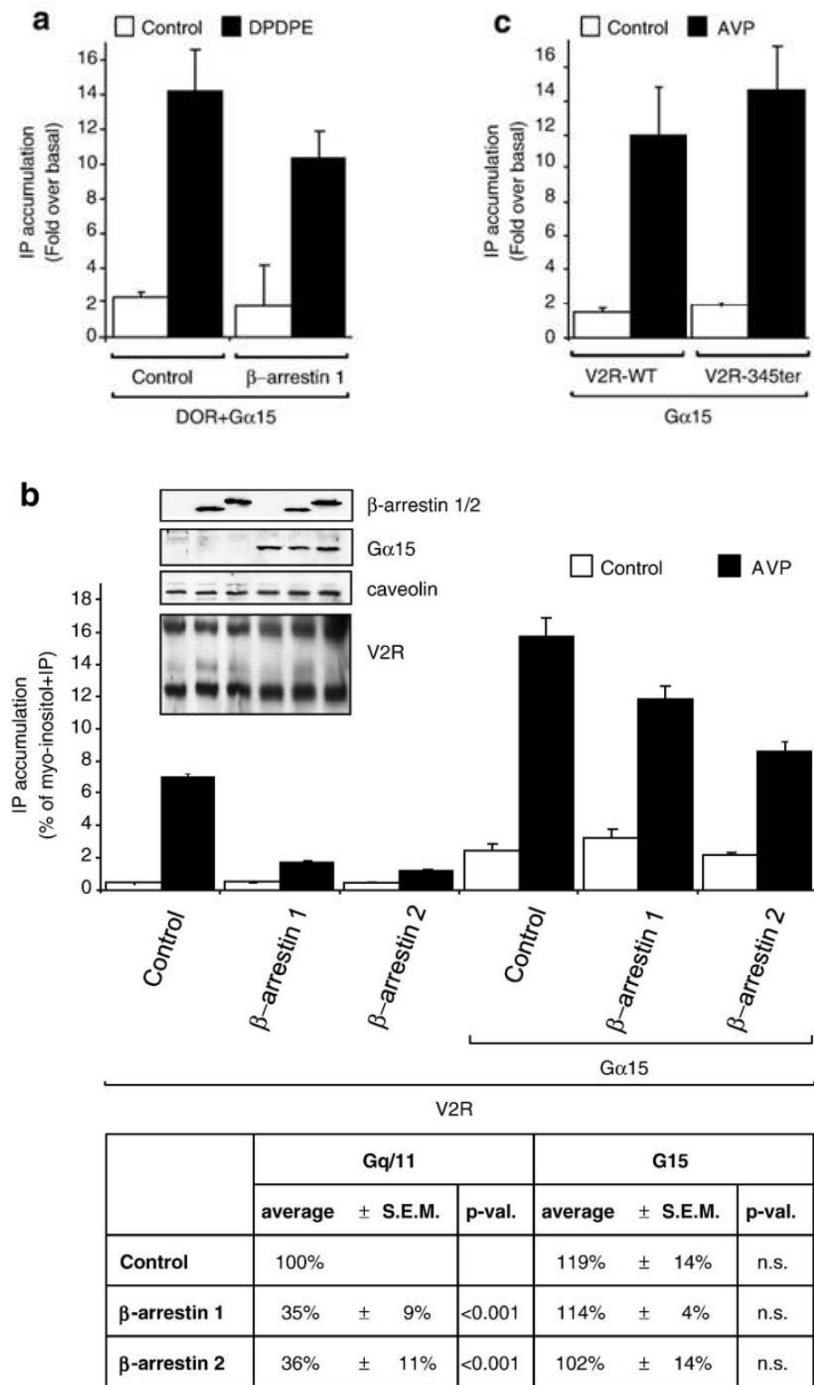 a
Control DPDPE
IP accumulation
(Fold over basal)
16
14
12
10
8
6
4
2
0
Control β–arrestin 1
DOR+Gα15
c
Control AVP
IP accumulation
(Fold over basal)
16
14
12
10
8
6
4
2
0
V2R-WT V2R-345ter
Gα15
b
β-arrestin 1/2
Gα15
caveolin
V2R
Control AVP
IP accumulation
(% of myo-inositol+IP)
18
16
14
12
10
8
6
4
2
0
Control
β–arrestin 1
β–arrestin 2
Control
β–arrestin 1
β–arrestin 2
Gα15
V2R
Gq/11 G15
average ± S.E.M. p-val. average ± S.E.M. p-val.
Control 100% 119% ± 14% n.s.
β-arrestin 1 35% ± 9% <0.001 114% ± 4% n.s.
β-arrestin 2 36% ± 11% <0.001 102% ± 14% n.s.